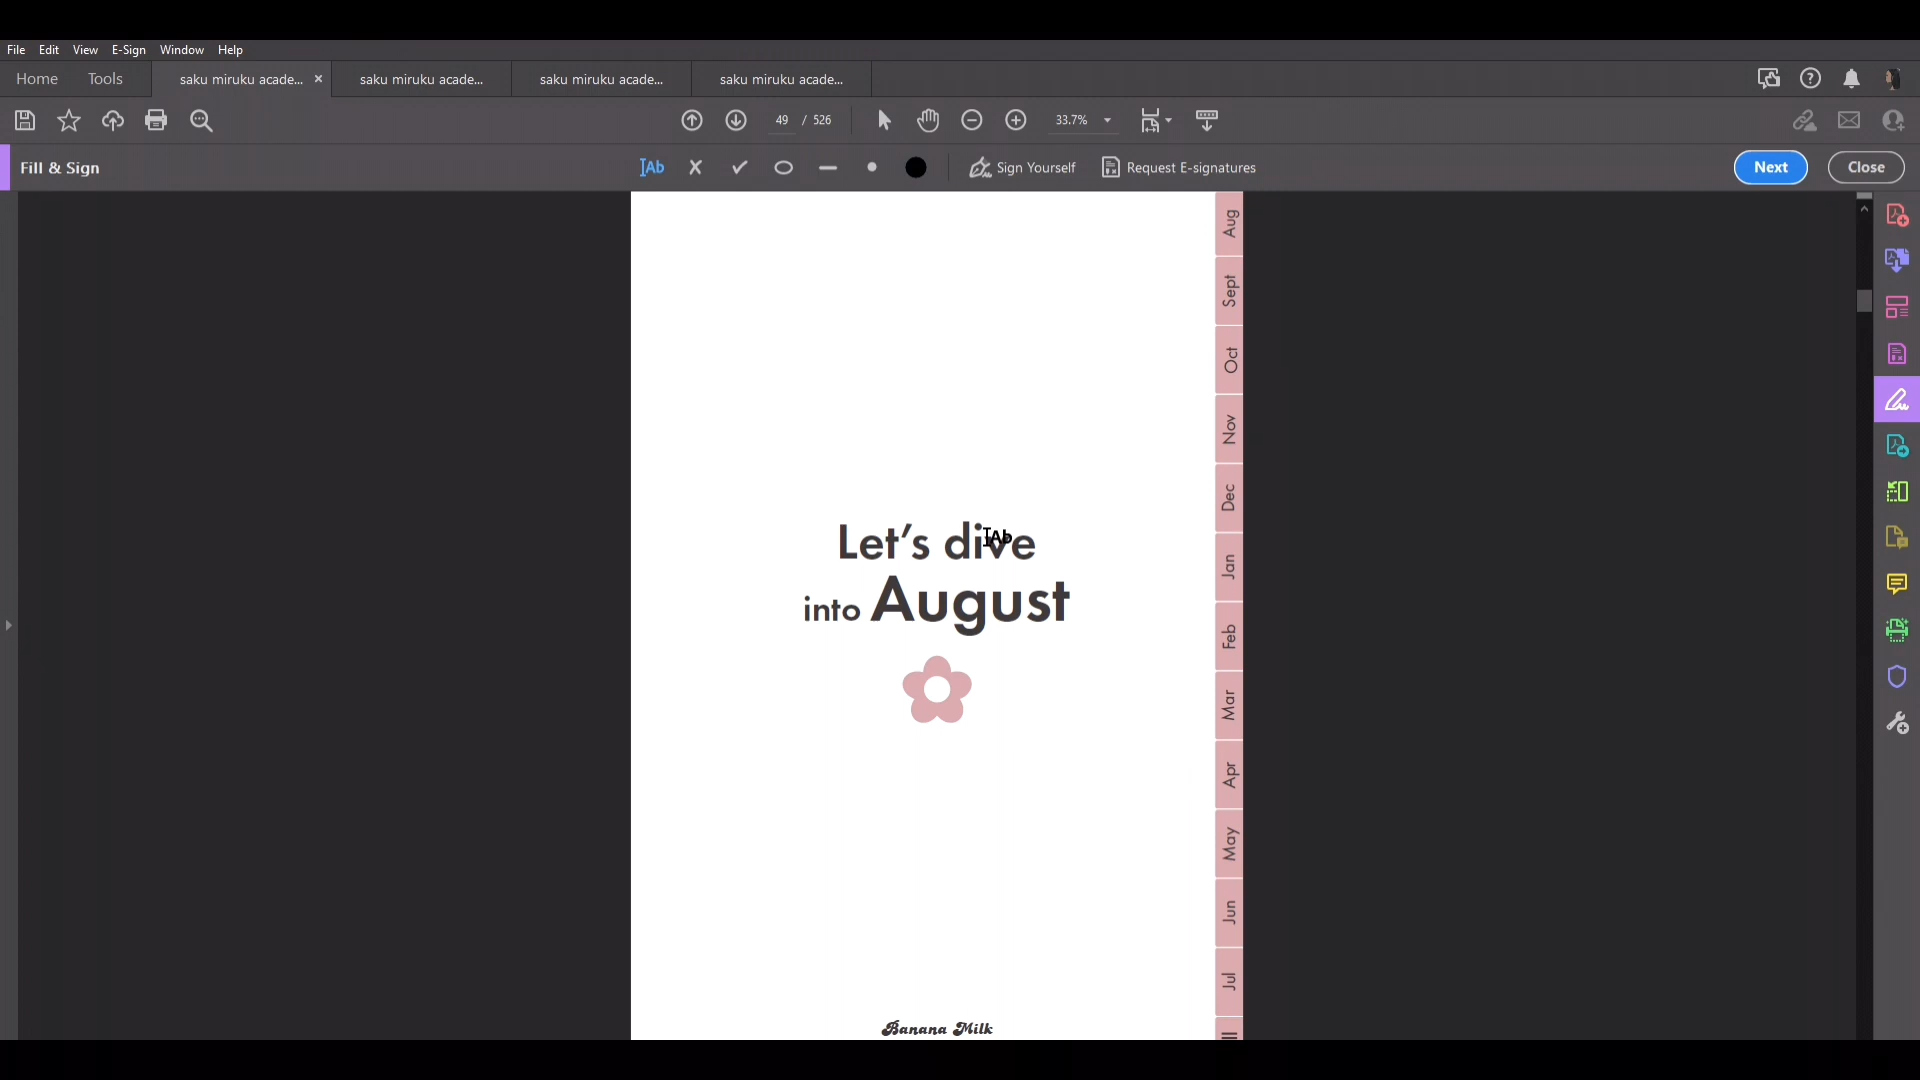 File Edit View E-Sign Window Help
Home Tools saku miruku acade... saku miruku acade... saku miruku acade... saku miruku acade...
49 / 526 33.7%
Fill & Sign Ab Sign Yourself Request E-signatures Next Close
Let's dive
into August
Banana Milk
Aug
Sept
Oct
Nov
Dec
Jan
Feb
Mar
Apr
May
Jun
Jul